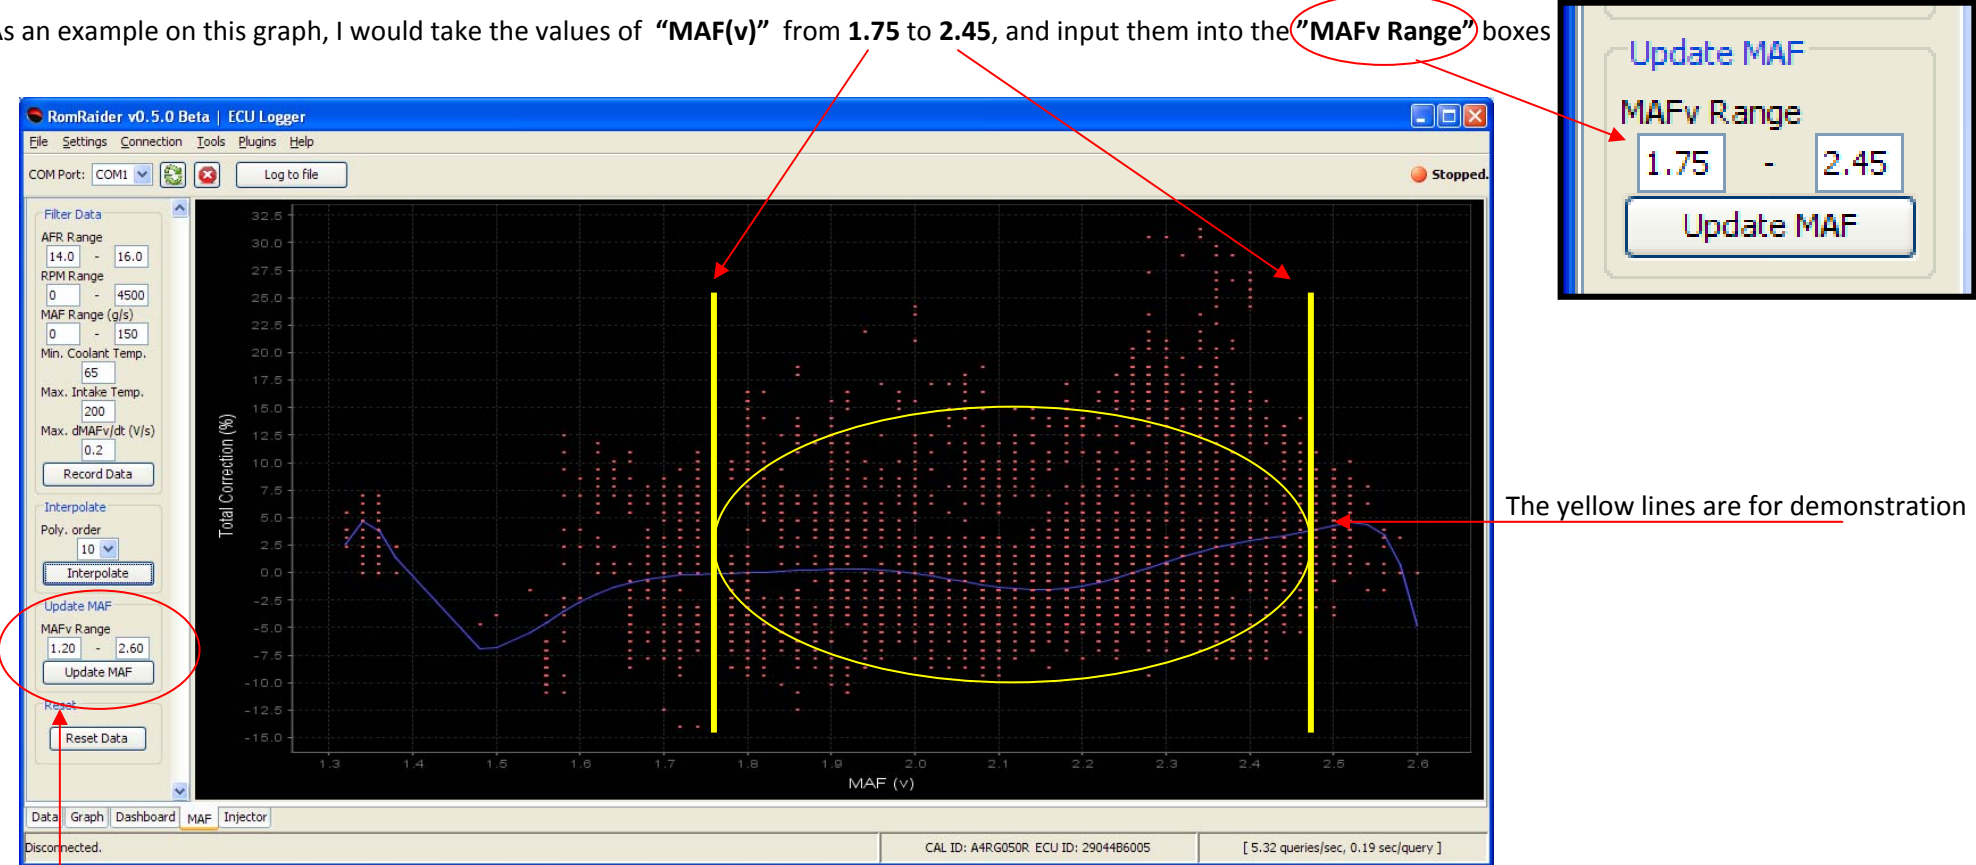 As an example on this graph, I would take the values of “MAF(v)” from 1.75 to 2.45, and input them into the ”MAFv Range” boxes
Update MAF
MAFv Range
1.75 - 2.45
Update MAF
RomRaider v0.5.0 Beta | ECU Logger
File Settings Connection Tools Plugins Help
COM Port: COM1 Log to file Stopped.
Filter Data
AFR Range
14.0 - 16.0
RPM Range
0 - 4500
MAF Range (g/s)
0 - 150
Min. Coolant Temp.
65
Max. Intake Temp.
200
Max. dMAFv/dt (V/s)
0.2
Record Data
Interpolate
Poly. order
10
Interpolate
Update MAF
MAFv Range
1.20 - 2.60
Update MAF
Reset
Reset Data
Total Correction (%)
32.5
30.0
27.5
25.0
22.5
20.0
17.5
15.0
12.5
10.0
7.5
5.0
2.5
0.0
-2.5
-5.0
-7.5
-10.0
-12.5
-15.0
1.3 1.4 1.5 1.6 1.7 1.8 1.9 2.0 2.1 2.2 2.3 2.4 2.5 2.6
MAF (v)
The yellow lines are for demonstration
Data Graph Dashboard MAF Injector
Disconnected. CAL ID: A4RG050R ECU ID: 29044B6005 [ 5.32 queries/sec, 0.19 sec/query ]